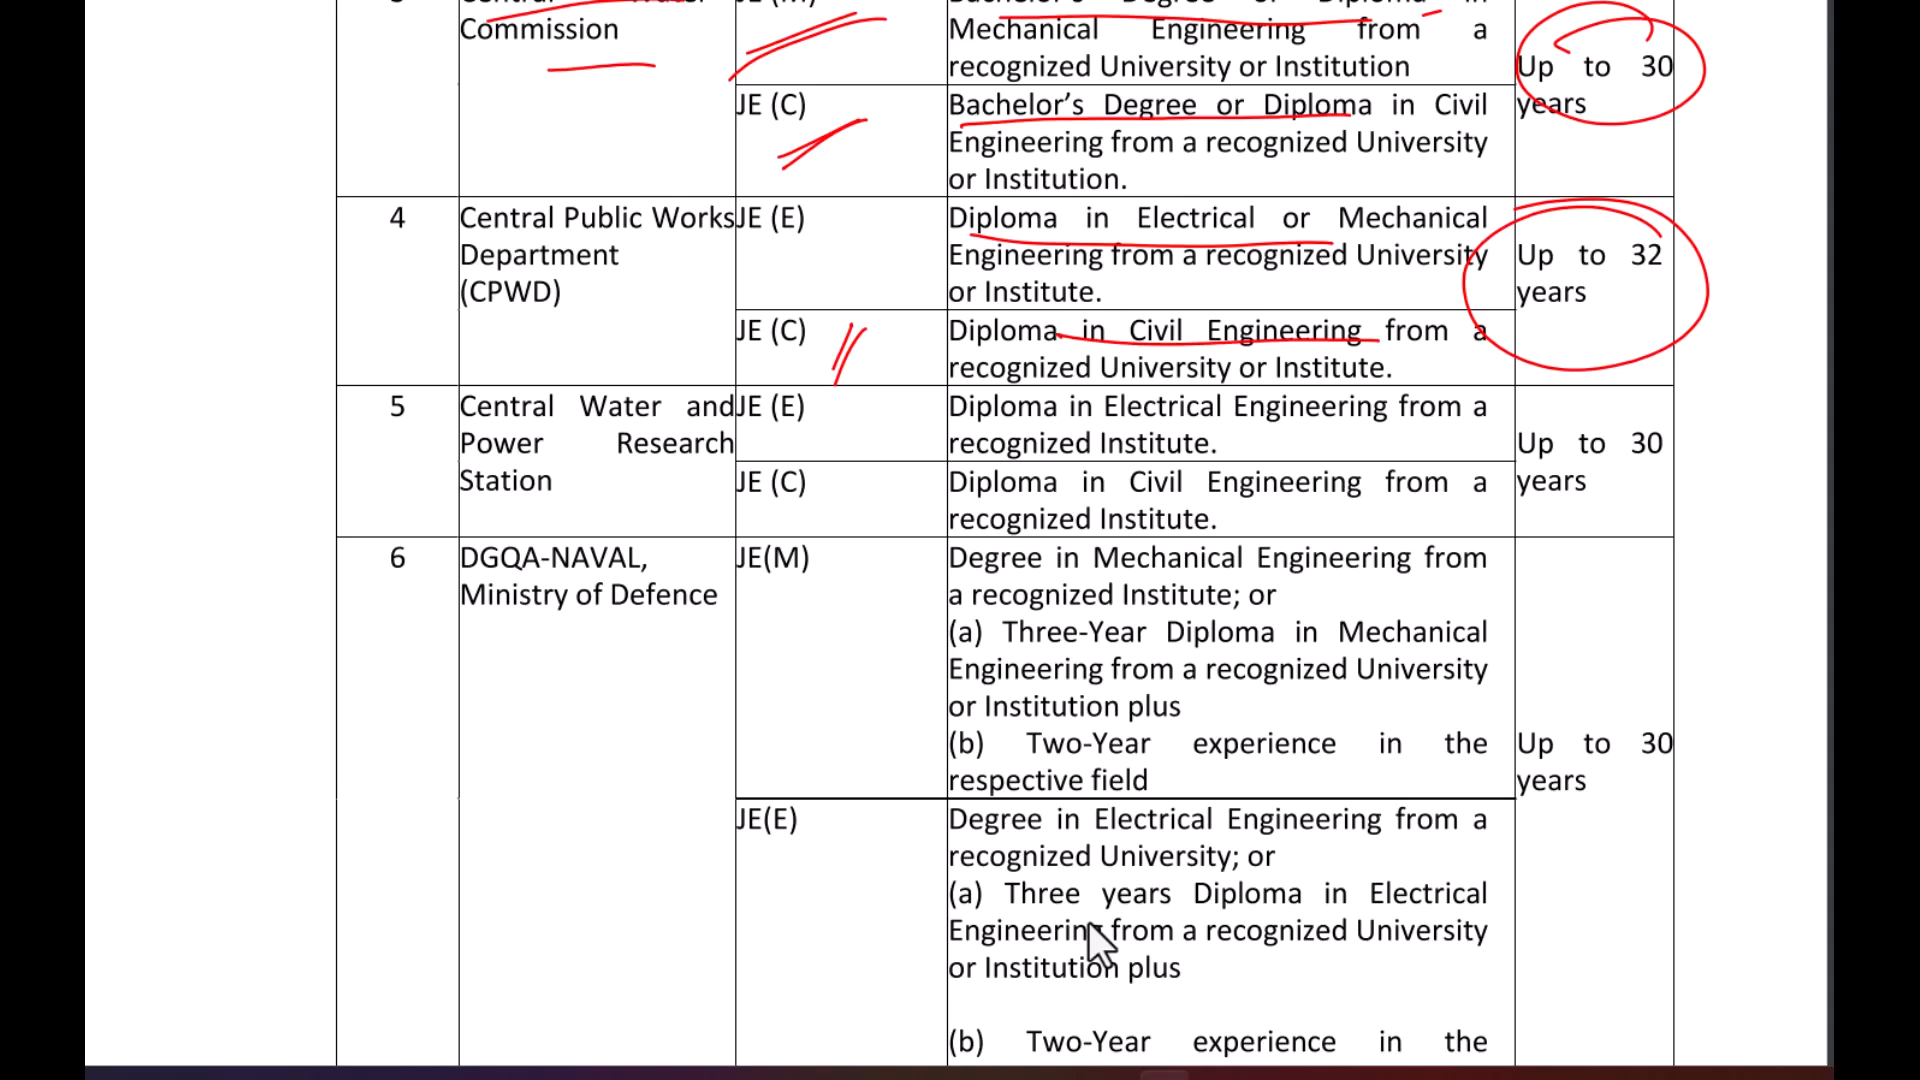 Commission
Mechanical Engineering from a
recognized University or Institution
Up to 30
years
JE (C)
Bachelor’s Degree or Diploma in Civil
Engineering from a recognized University
or Institution.
4
Central Public Works
Department
(CPWD)
JE (E)
Diploma in Electrical or Mechanical
Engineering from a recognized University
or Institute.
Up to 32
years
JE (C)
Diploma in Civil Engineering from a
recognized University or Institute.
5
Central Water and
Power Research
Station
JE (E)
Diploma in Electrical Engineering from a
recognized Institute.
Up to 30
years
JE (C)
Diploma in Civil Engineering from a
recognized Institute.
6
DGQA-NAVAL,
Ministry of Defence
JE(M)
Degree in Mechanical Engineering from
a recognized Institute; or
(a) Three-Year Diploma in Mechanical
Engineering from a recognized University
or Institution plus
(b) Two-Year experience in the
respective field
Up to 30
years
JE(E)
Degree in Electrical Engineering from a
recognized University; or
(a) Three years Diploma in Electrical
Engineering from a recognized University
or Institution plus
(b) Two-Year experience in the